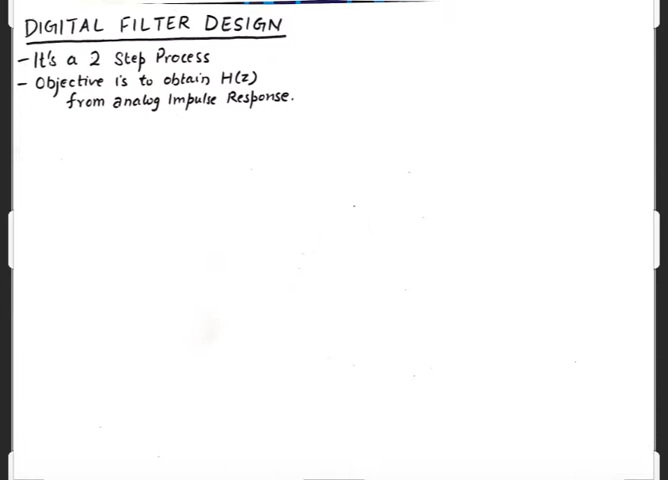 DIGITAL FILTER DESIGN
- It's a 2 Step Process
- Objective is to obtain H(z)
from analog Impulse Response.